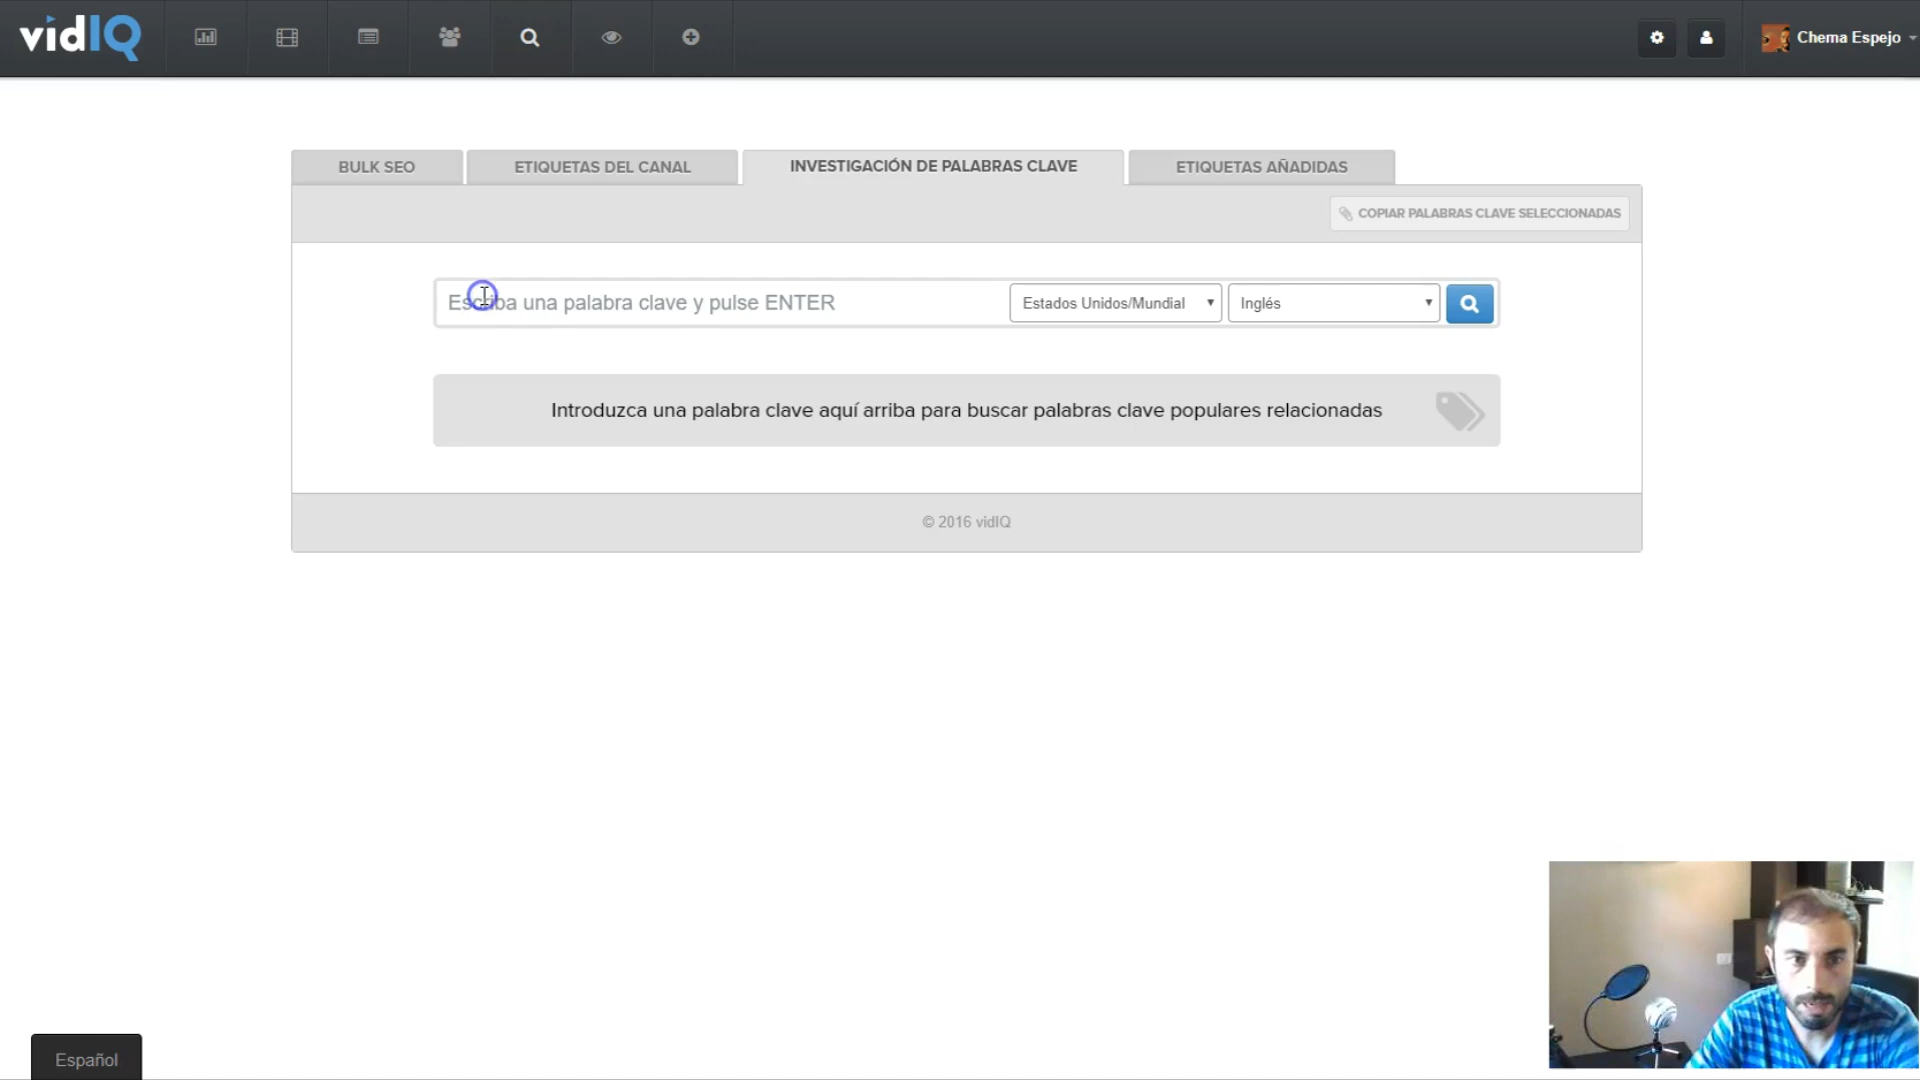 vidIQ
Chema Espejo
BULK SEO
ETIQUETAS DEL CANAL
INVESTIGACIÓN DE PALABRAS CLAVE
ETIQUETAS AÑADIDAS
COPIAR PALABRAS CLAVE SELECCIONADAS
Escriba una palabra clave y pulse ENTER
Estados Unidos/Mundial
Inglés
Introduzca una palabra clave aquí arriba para buscar palabras clave populares relacionadas
© 2016 vidIQ
Español